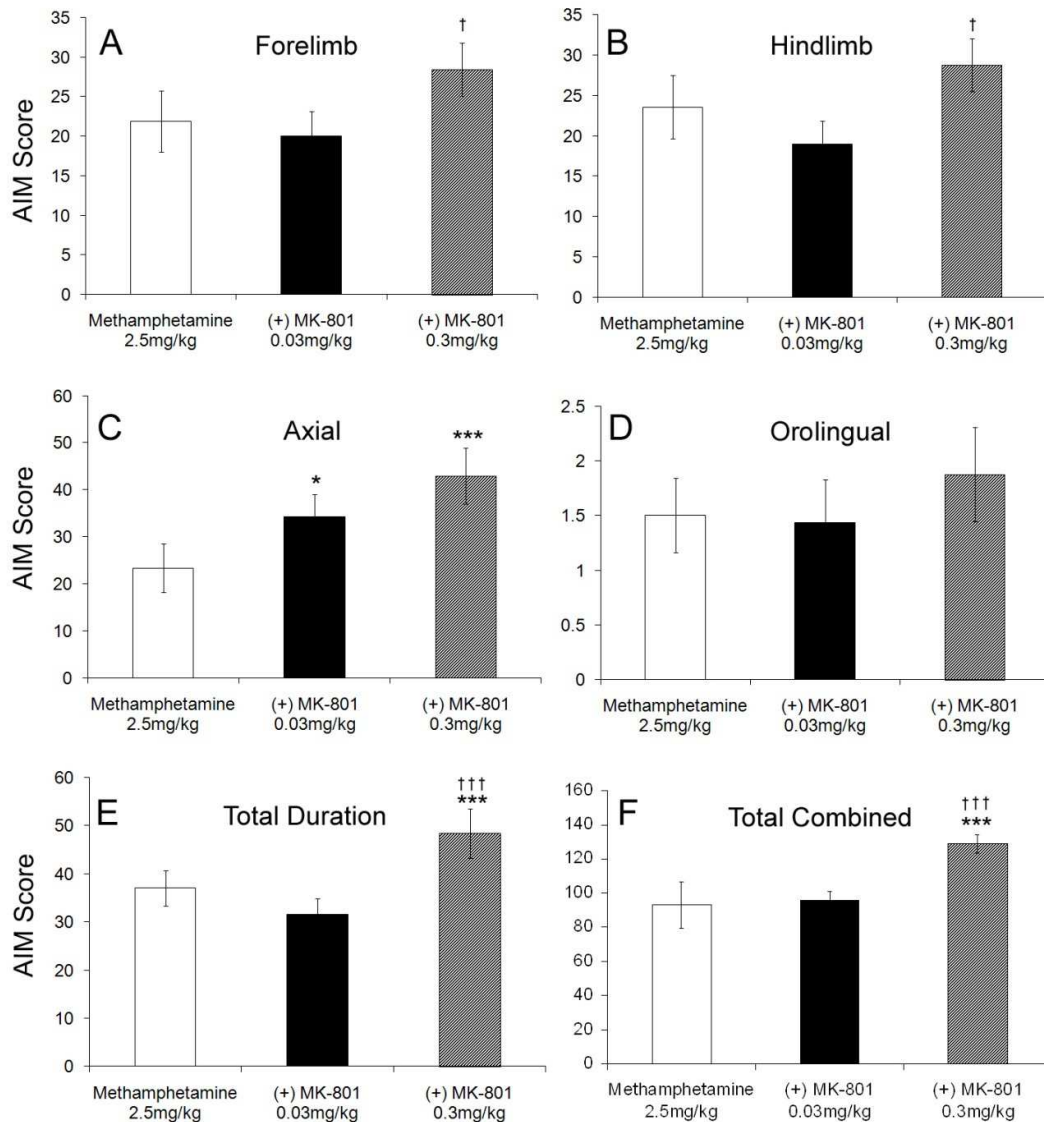 A
Forelimb
†
AIM Score
35
30
25
20
15
10
5
0
Methamphetamine
2.5mg/kg
(+) MK-801
0.03mg/kg
(+) MK-801
0.3mg/kg
B
Hindlimb
†
35
30
25
20
15
10
5
0
Methamphetamine
2.5mg/kg
(+) MK-801
0.03mg/kg
(+) MK-801
0.3mg/kg
C
Axial
*
***
AIM Score
60
50
40
30
20
10
0
Methamphetamine
2.5mg/kg
(+) MK-801
0.03mg/kg
(+) MK-801
0.3mg/kg
D
Orolingual
2.5
2
1.5
1
0.5
0
Methamphetamine
2.5mg/kg
(+) MK-801
0.03mg/kg
(+) MK-801
0.3mg/kg
E
Total Duration
†††
***
AIM Score
60
50
40
30
20
10
0
Methamphetamine
2.5mg/kg
(+) MK-801
0.03mg/kg
(+) MK-801
0.3mg/kg
F
Total Combined
†††
***
160
140
120
100
80
60
40
20
0
Methamphetamine
2.5mg/kg
(+) MK-801
0.03mg/kg
(+) MK-801
0.3mg/kg